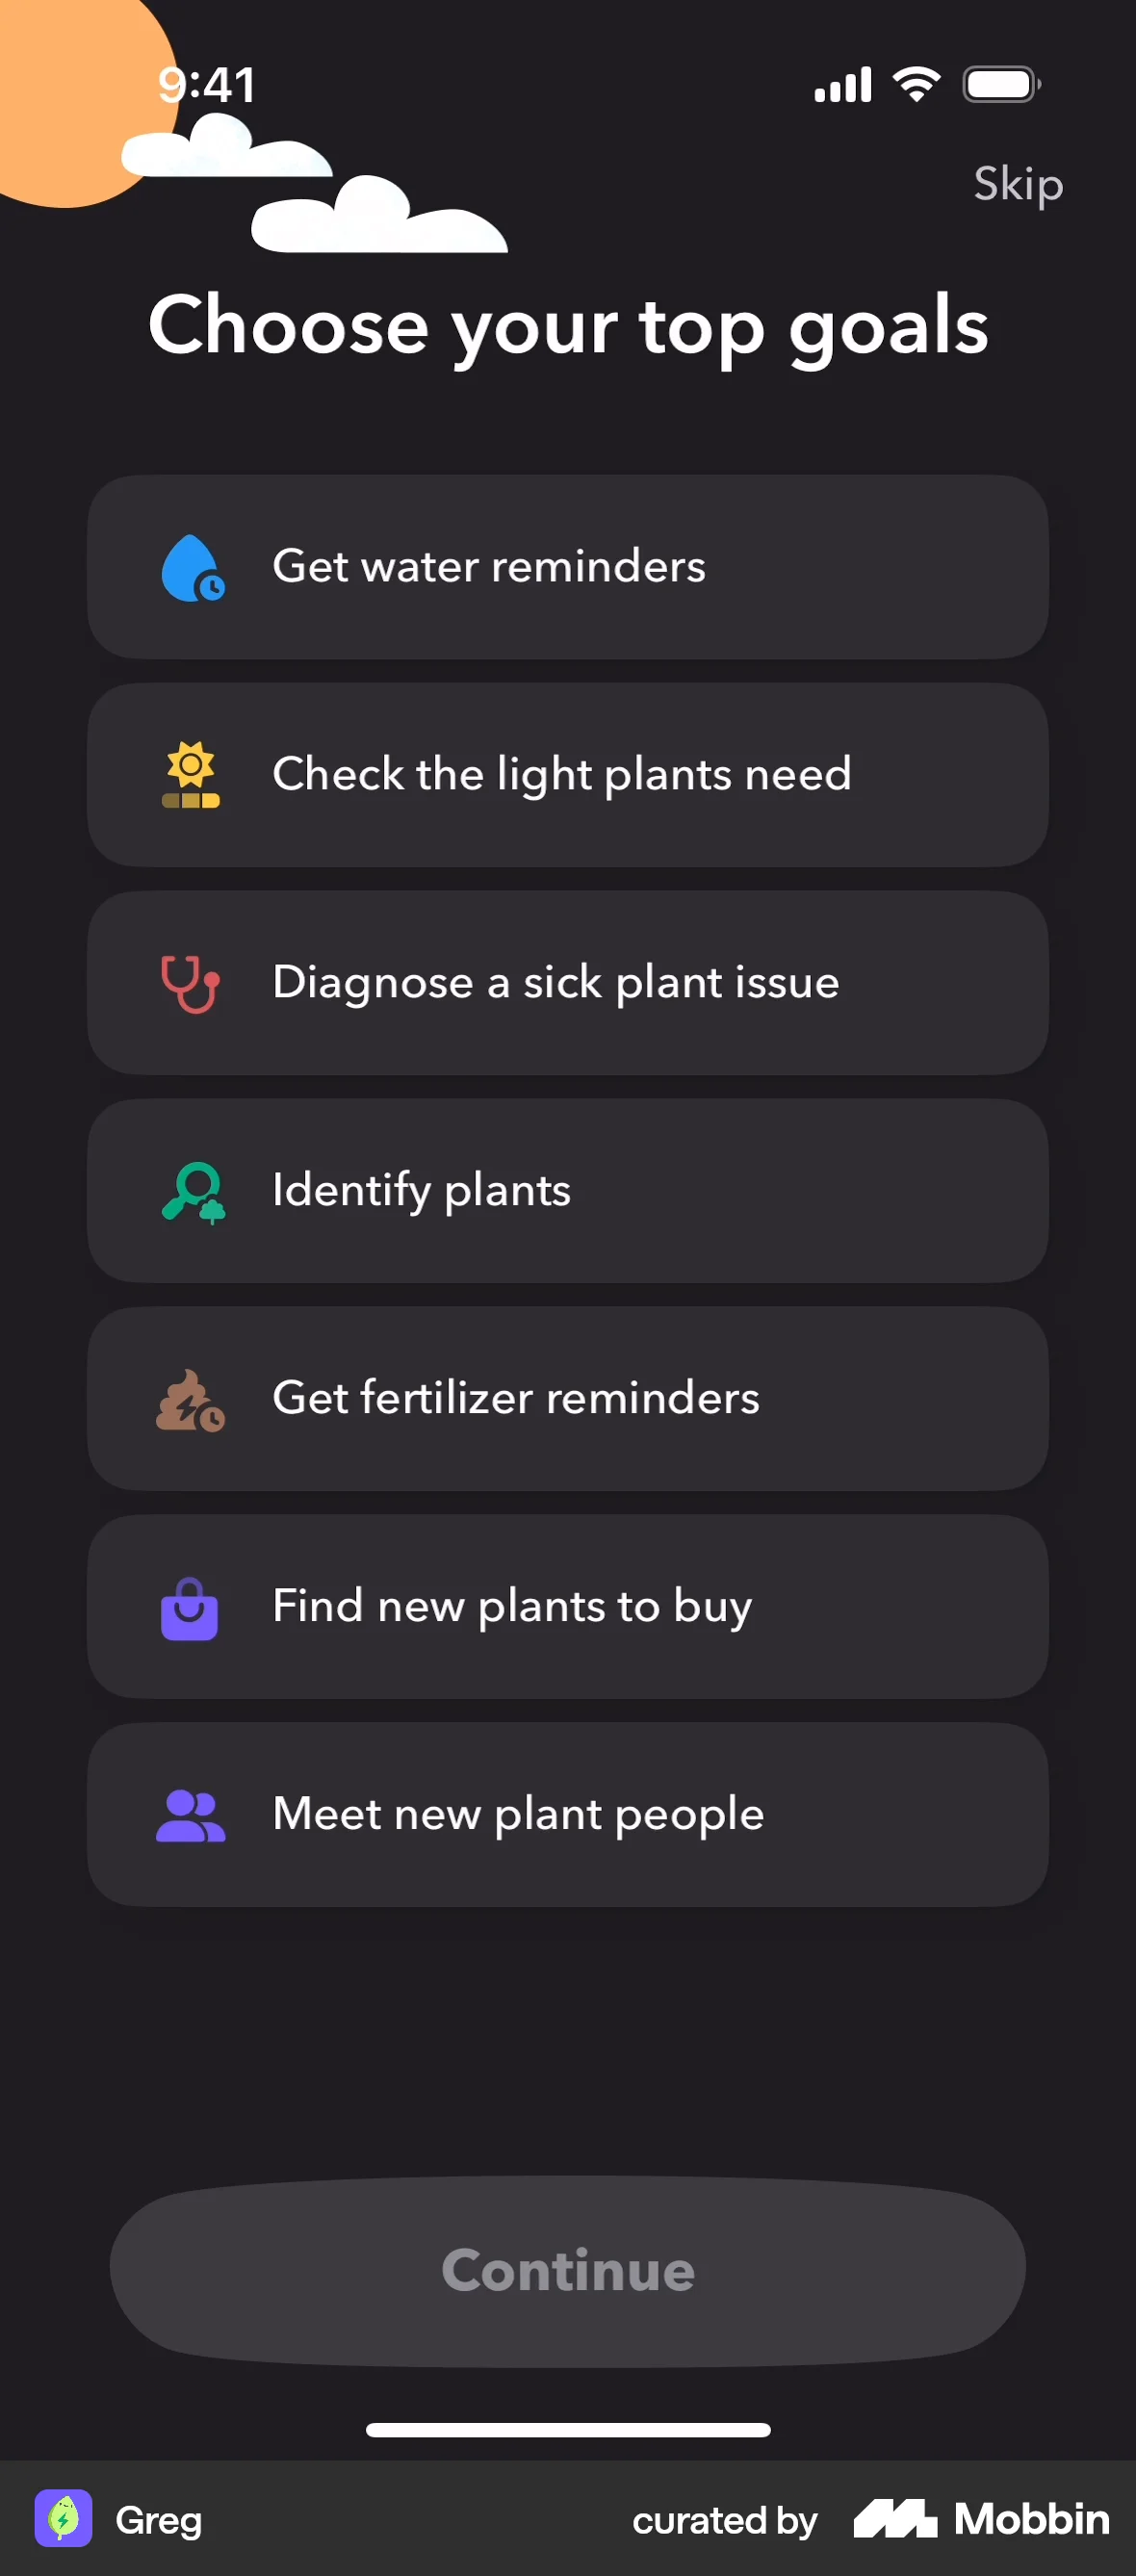 9:41
Skip
Choose your top goals
Get water reminders
Check the light plants need
Diagnose a sick plant issue
Identify plants
Get fertilizer reminders
Find new plants to buy
Meet new plant people
Continue
Greg
curated by Mobbin